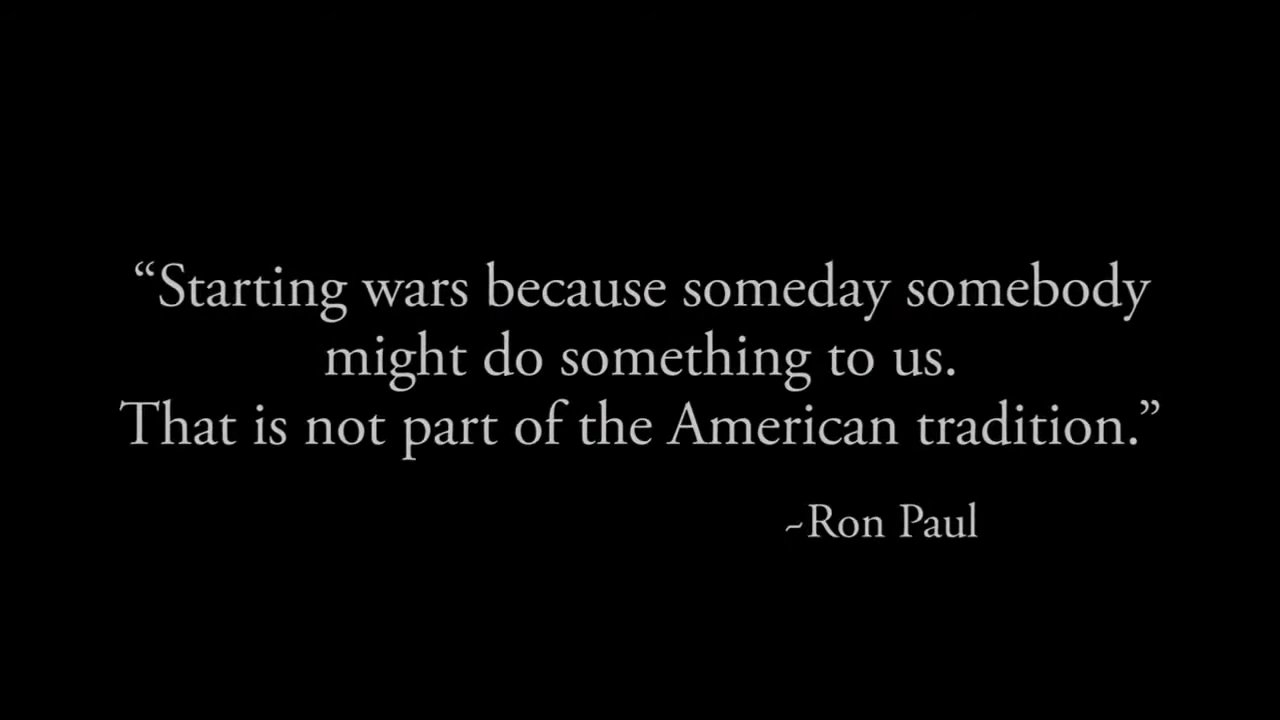 “Starting wars because someday somebody
might do something to us.
That is not part of the American tradition.”
~Ron Paul